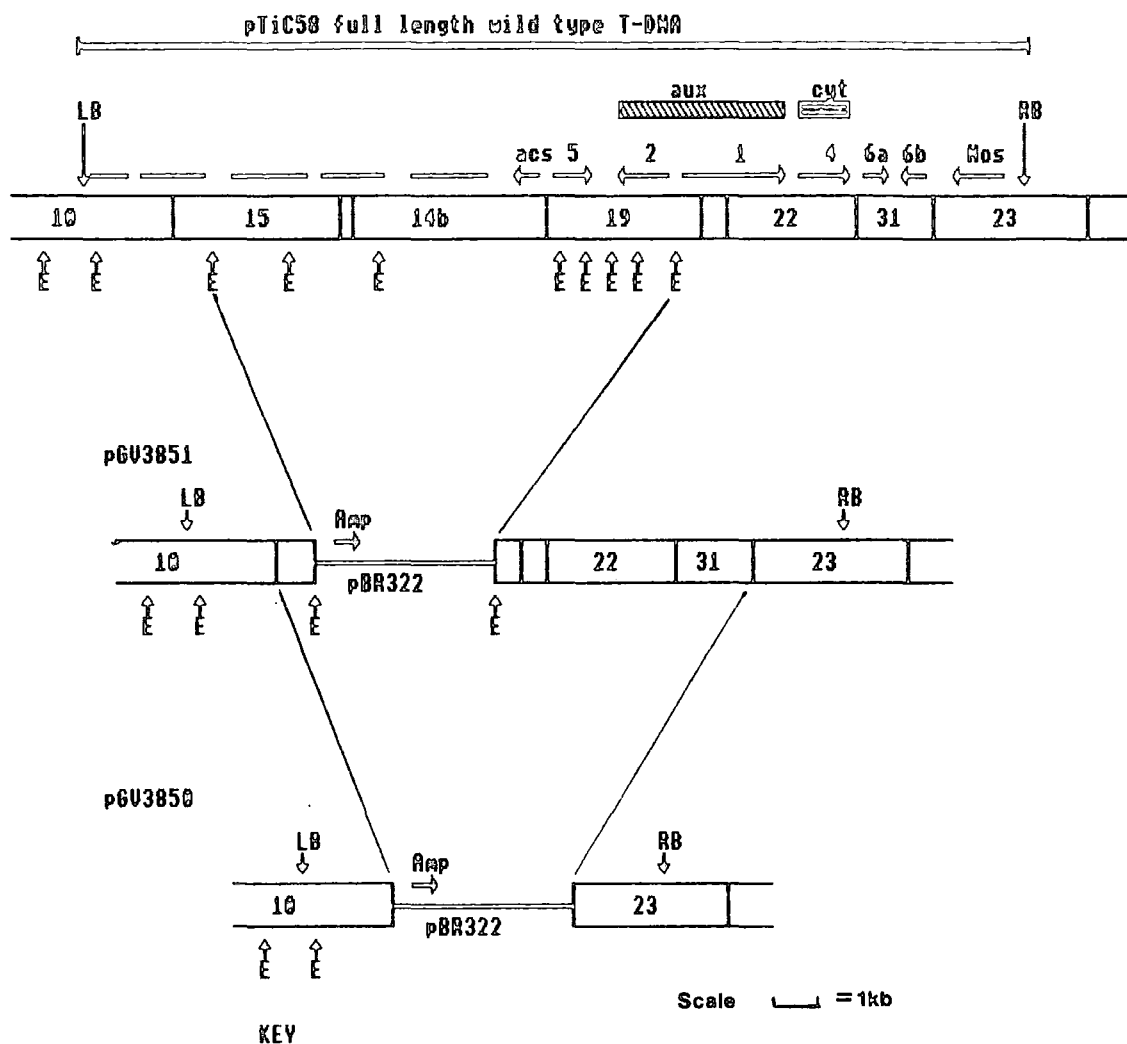 pTiC58 full length wild type T-DNA
aux cyt
LB RB
acs 5 2 1 4 6a 6b Nos
10 15 14b 19 22 31 23
E E E E E E E E E E
pGV3851
LB RB
Amp
10 22 31 23
pBR322
E E E E
pGV3850
LB RB
Amp
10 23
pBR322
E E
Scale = 1kb
KEY